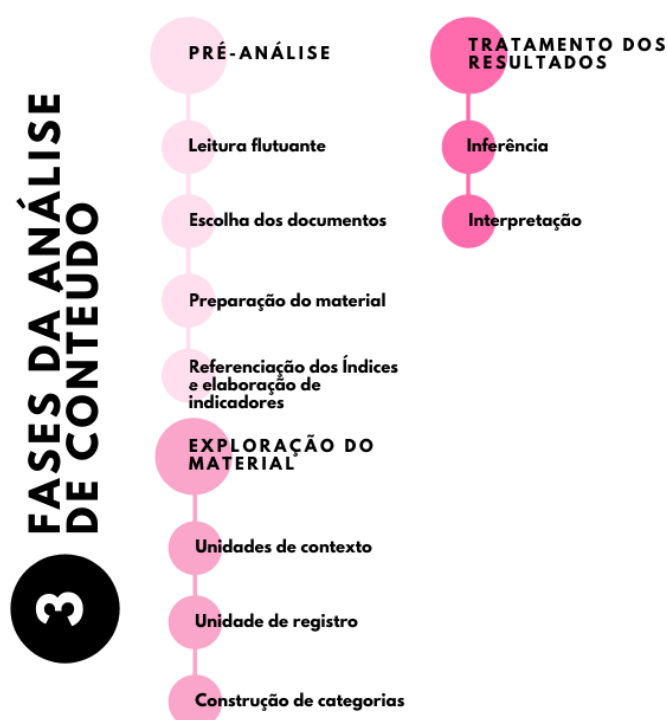 3 FASES DA ANÁLISE
DE CONTEÚDO
PRÉ-ANÁLISE
Leitura flutuante
Escolha dos documentos
Preparação do material
Referenciação dos Índices
e elaboração de
indicadores
EXPLORAÇÃO DO
MATERIAL
Unidades de contexto
Unidade de registro
Construção de categorias
TRATAMENTO DOS
RESULTADOS
Inferência
Interpretação